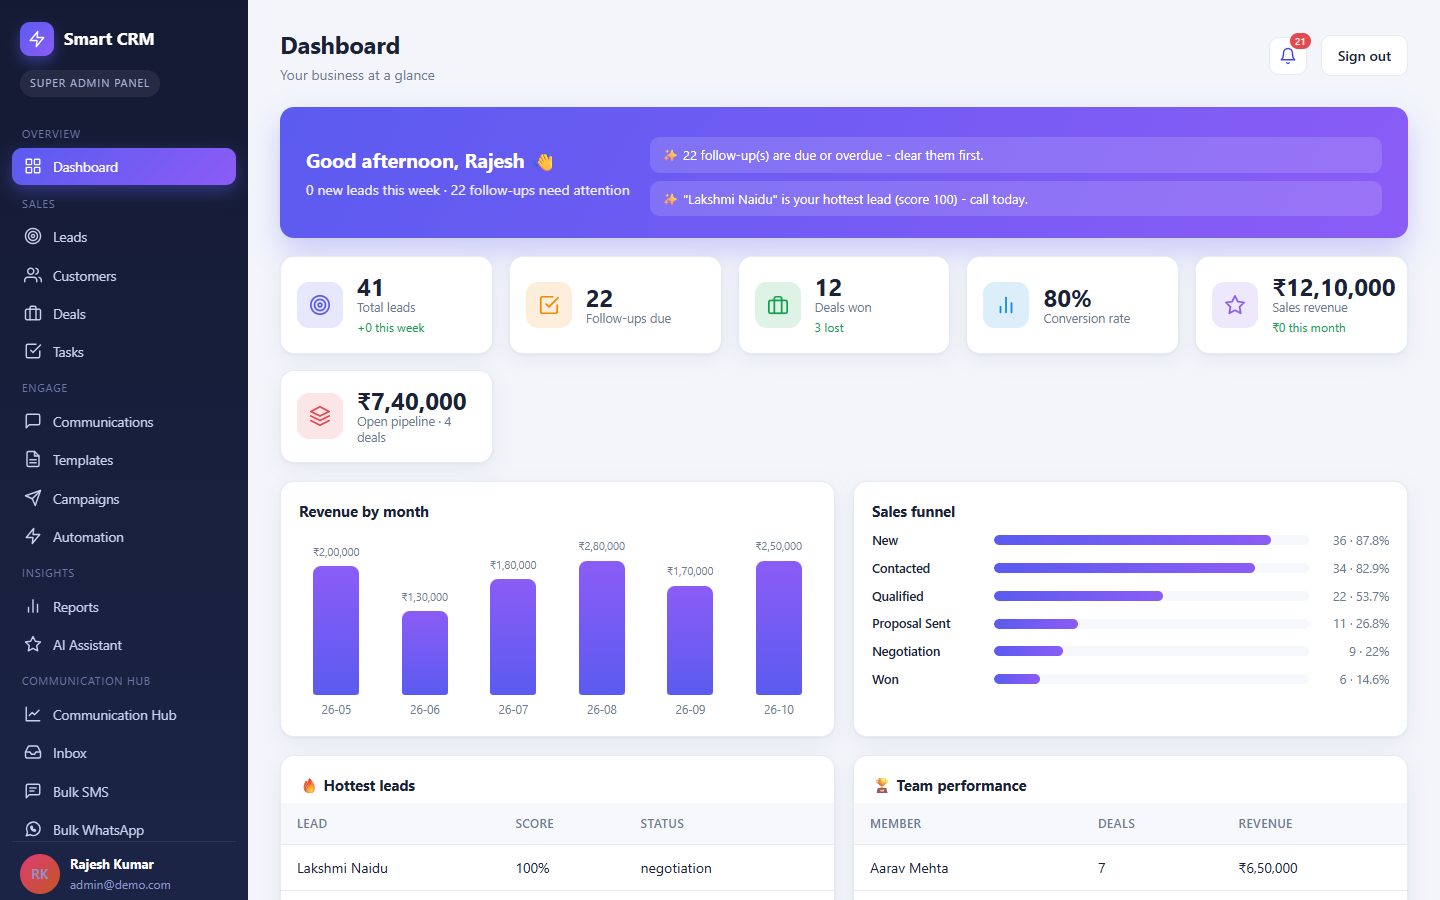 Smart CRM
SUPER ADMIN PANEL
OVERVIEW
Dashboard
SALES
Leads
Customers
Deals
Tasks
ENGAGE
Communications
Templates
Campaigns
Automation
INSIGHTS
Reports
AI Assistant
COMMUNICATION HUB
Communication Hub
Inbox
Bulk SMS
Bulk WhatsApp
RK
Rajesh Kumar
admin@demo.com
Dashboard
Your business at a glance
21
Sign out
Good afternoon, Rajesh 👋
0 new leads this week · 22 follow-ups need attention
✨ 22 follow-up(s) are due or overdue - clear them first.
✨ "Lakshmi Naidu" is your hottest lead (score 100) - call today.
41
Total leads
+0 this week
22
Follow-ups due
12
Deals won
3 lost
80%
Conversion rate
₹12,10,000
Sales revenue
₹0 this month
₹7,40,000
Open pipeline · 4
deals
Revenue by month
₹2,00,000
₹1,30,000
₹1,80,000
₹2,80,000
₹1,70,000
₹2,50,000
26-05
26-06
26-07
26-08
26-09
26-10
Sales funnel
New 36 · 87.8%
Contacted 34 · 82.9%
Qualified 22 · 53.7%
Proposal Sent 11 · 26.8%
Negotiation 9 · 22%
Won 6 · 14.6%
🔥 Hottest leads
LEAD SCORE STATUS
Lakshmi Naidu 100% negotiation
🏆 Team performance
MEMBER DEALS REVENUE
Aarav Mehta 7 ₹6,50,000